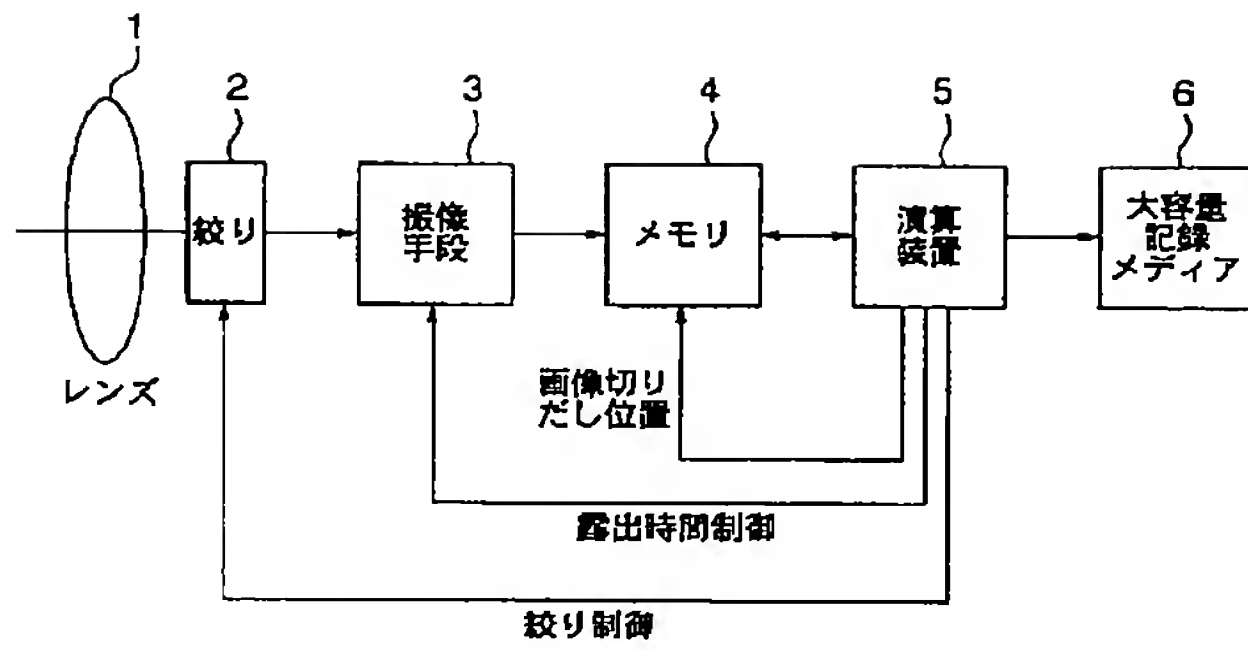 1
2
3
4
5
6
絞り
撮像
手段
メモリ
演算
装置
大容量
記録
メディア
レンズ
画像切り
だし位置
露出時間制御
絞り制御